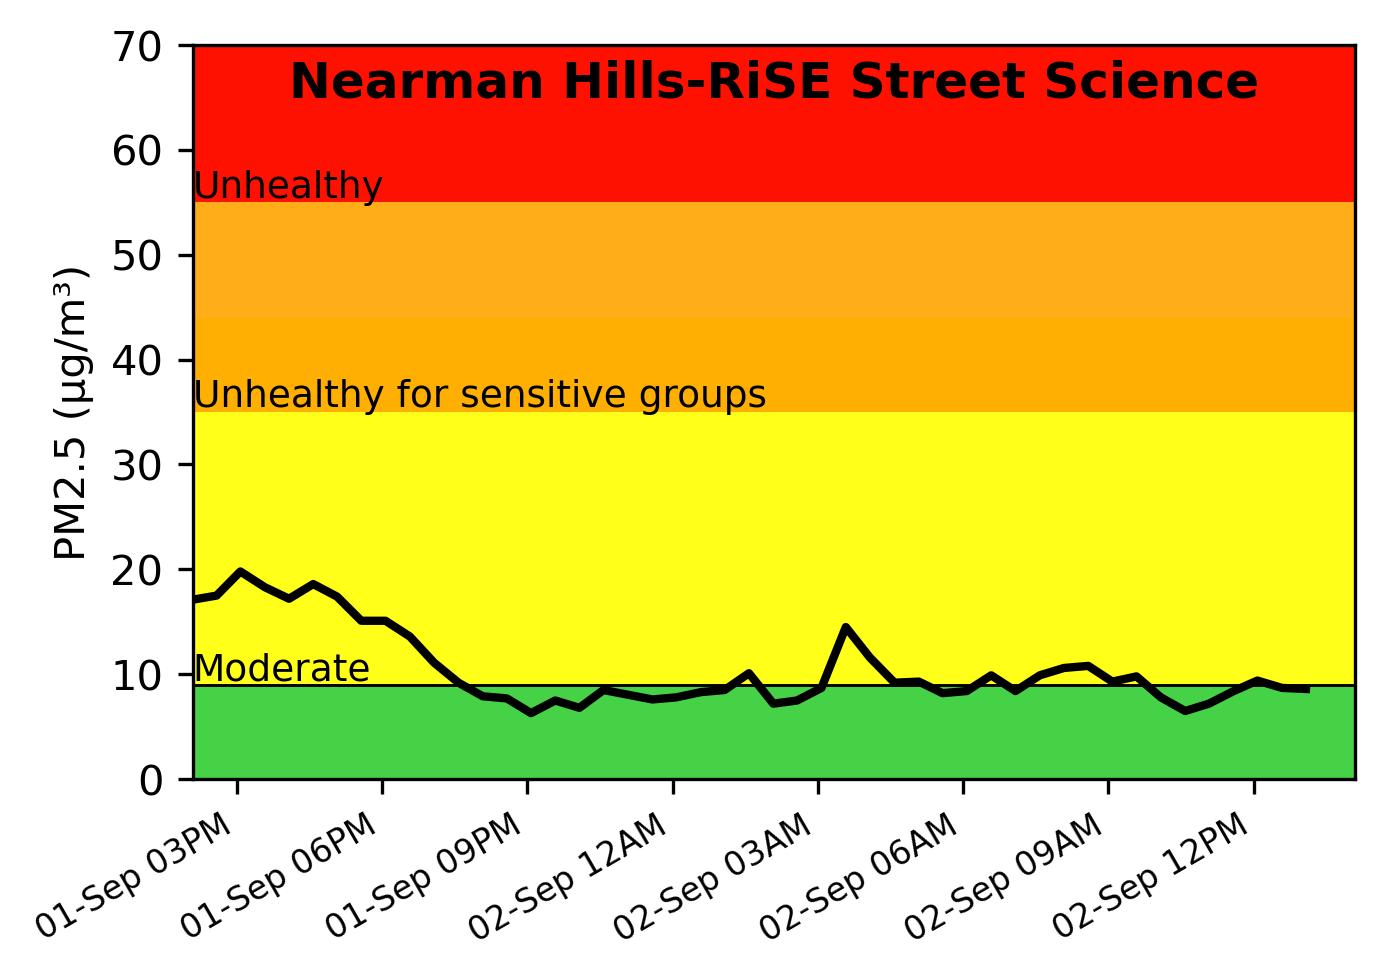 Nearman Hills-RiSE Street Science
PM2.5 (µg/m³)
70
60
Unhealthy
50
40
Unhealthy for sensitive groups
30
20
Moderate
10
0
01-Sep 03PM
01-Sep 06PM
01-Sep 09PM
02-Sep 12AM
02-Sep 03AM
02-Sep 06AM
02-Sep 09AM
02-Sep 12PM